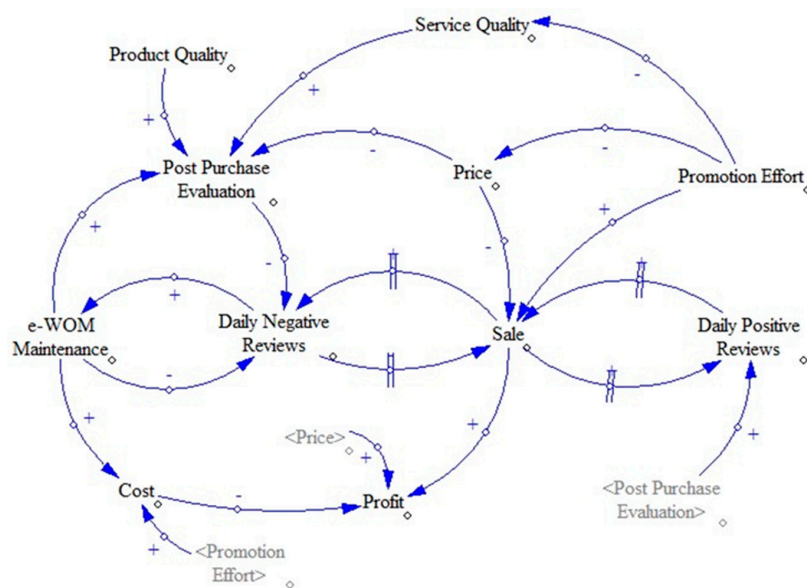 Service Quality
Product Quality
+
-
+
-
-
Post Purchase
Evaluation
Price
Promotion Effort
+
+
-
-
+
e-WOM
Maintenance
Daily Negative
Reviews
Sale
Daily Positive
Reviews
-
+
+
<Price>
+
+
Cost
-
Profit
<Post Purchase
Evaluation>
+
<Promotion
Effort>